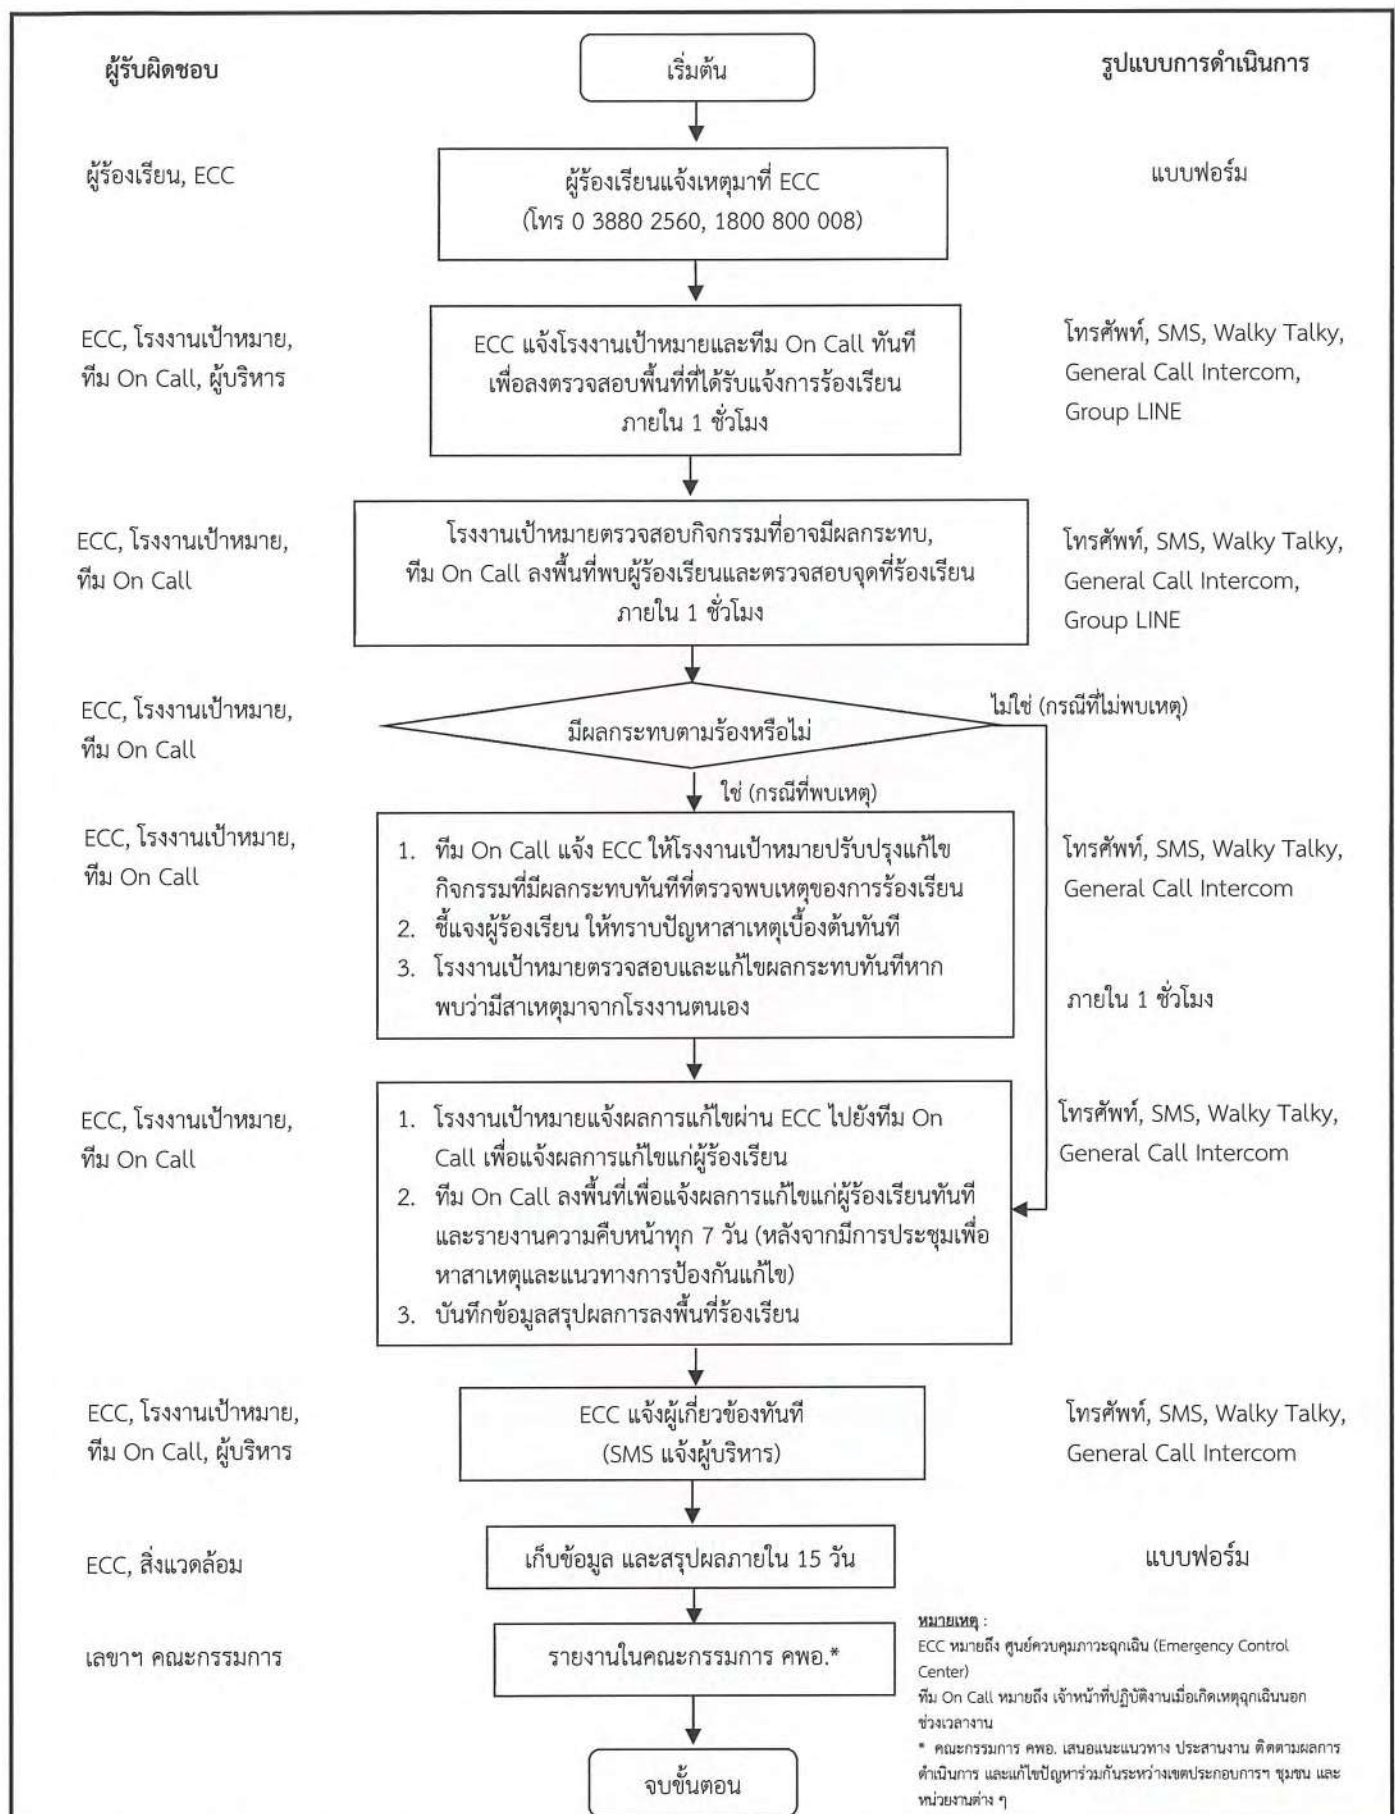 ผู้รับผิดชอบ
เริ่มต้น
รูปแบบการดำเนินการ
ผู้ร้องเรียน, ECC
ผู้ร้องเรียนแจ้งเหตุมาที่ ECC
(โทร 0 3880 2560, 1800 800 008)
แบบฟอร์ม
ECC, โรงงานเป้าหมาย,
ทีม On Call, ผู้บริหาร
ECC แจ้งโรงงานเป้าหมายและทีม On Call ทันที
เพื่อลงตรวจสอบพื้นที่ที่ได้รับแจ้งการร้องเรียน
ภายใน 1 ชั่วโมง
โทรศัพท์, SMS, Walky Talky,
General Call Intercom,
Group LINE
ECC, โรงงานเป้าหมาย,
ทีม On Call
โรงงานเป้าหมายตรวจสอบกิจกรรมที่อาจมีผลกระทบ,
ทีม On Call ลงพื้นที่พบผู้ร้องเรียนและตรวจสอบจุดที่ร้องเรียน
ภายใน 1 ชั่วโมง
โทรศัพท์, SMS, Walky Talky,
General Call Intercom,
Group LINE
ECC, โรงงานเป้าหมาย,
ทีม On Call
มีผลกระทบตามร้องหรือไม่
ไม่ใช่ (กรณีที่ไม่พบเหตุ)
ใช่ (กรณีที่พบเหตุ)
ECC, โรงงานเป้าหมาย,
ทีม On Call
1. ทีม On Call แจ้ง ECC ให้โรงงานเป้าหมายปรับปรุงแก้ไข
กิจกรรมที่มีผลกระทบทันทีที่ตรวจพบเหตุของการร้องเรียน
2. ชี้แจงผู้ร้องเรียน ให้ทราบปัญหาสาเหตุเบื้องต้นทันที
3. โรงงานเป้าหมายตรวจสอบและแก้ไขผลกระทบทันทีหาก
พบว่ามีสาเหตุมาจากโรงงานตนเอง
โทรศัพท์, SMS, Walky Talky,
General Call Intercom
ภายใน 1 ชั่วโมง
ECC, โรงงานเป้าหมาย,
ทีม On Call
1. โรงงานเป้าหมายแจ้งผลการแก้ไขผ่าน ECC ไปยังทีม On
Call เพื่อแจ้งผลการแก้ไขแก่ผู้ร้องเรียน
2. ทีม On Call ลงพื้นที่เพื่อแจ้งผลการแก้ไขแก่ผู้ร้องเรียนทันที
และรายงานความคืบหน้าทุก 7 วัน (หลังจากมีการประชุมเพื่อ
หาสาเหตุและแนวทางการป้องกันแก้ไข)
3. บันทึกข้อมูลสรุปผลการลงพื้นที่ร้องเรียน
โทรศัพท์, SMS, Walky Talky,
General Call Intercom
ECC, โรงงานเป้าหมาย,
ทีม On Call, ผู้บริหาร
ECC แจ้งผู้เกี่ยวข้องทันที
(SMS แจ้งผู้บริหาร)
โทรศัพท์, SMS, Walky Talky,
General Call Intercom
ECC, สิ่งแวดล้อม
เก็บข้อมูล และสรุปผลภายใน 15 วัน
แบบฟอร์ม
เลขาฯ คณะกรรมการ
รายงานในคณะกรรมการ คพอ.*
จบขั้นตอน
หมายเหตุ :
ECC หมายถึง ศูนย์ควบคุมภาวะฉุกเฉิน (Emergency Control
Center)
ทีม On Call หมายถึง เจ้าหน้าที่ปฏิบัติงานเมื่อเกิดเหตุฉุกเฉินนอก
ช่วงเวลางาน
* คณะกรรมการ คพอ. เสนอแนะแนวทาง ประสานงาน ติดตามผลการ
ดำเนินการ และแก้ไขปัญหาร่วมกันระหว่างเขตประกอบการฯ ชุมชน และ
หน่วยงานต่าง ๆ